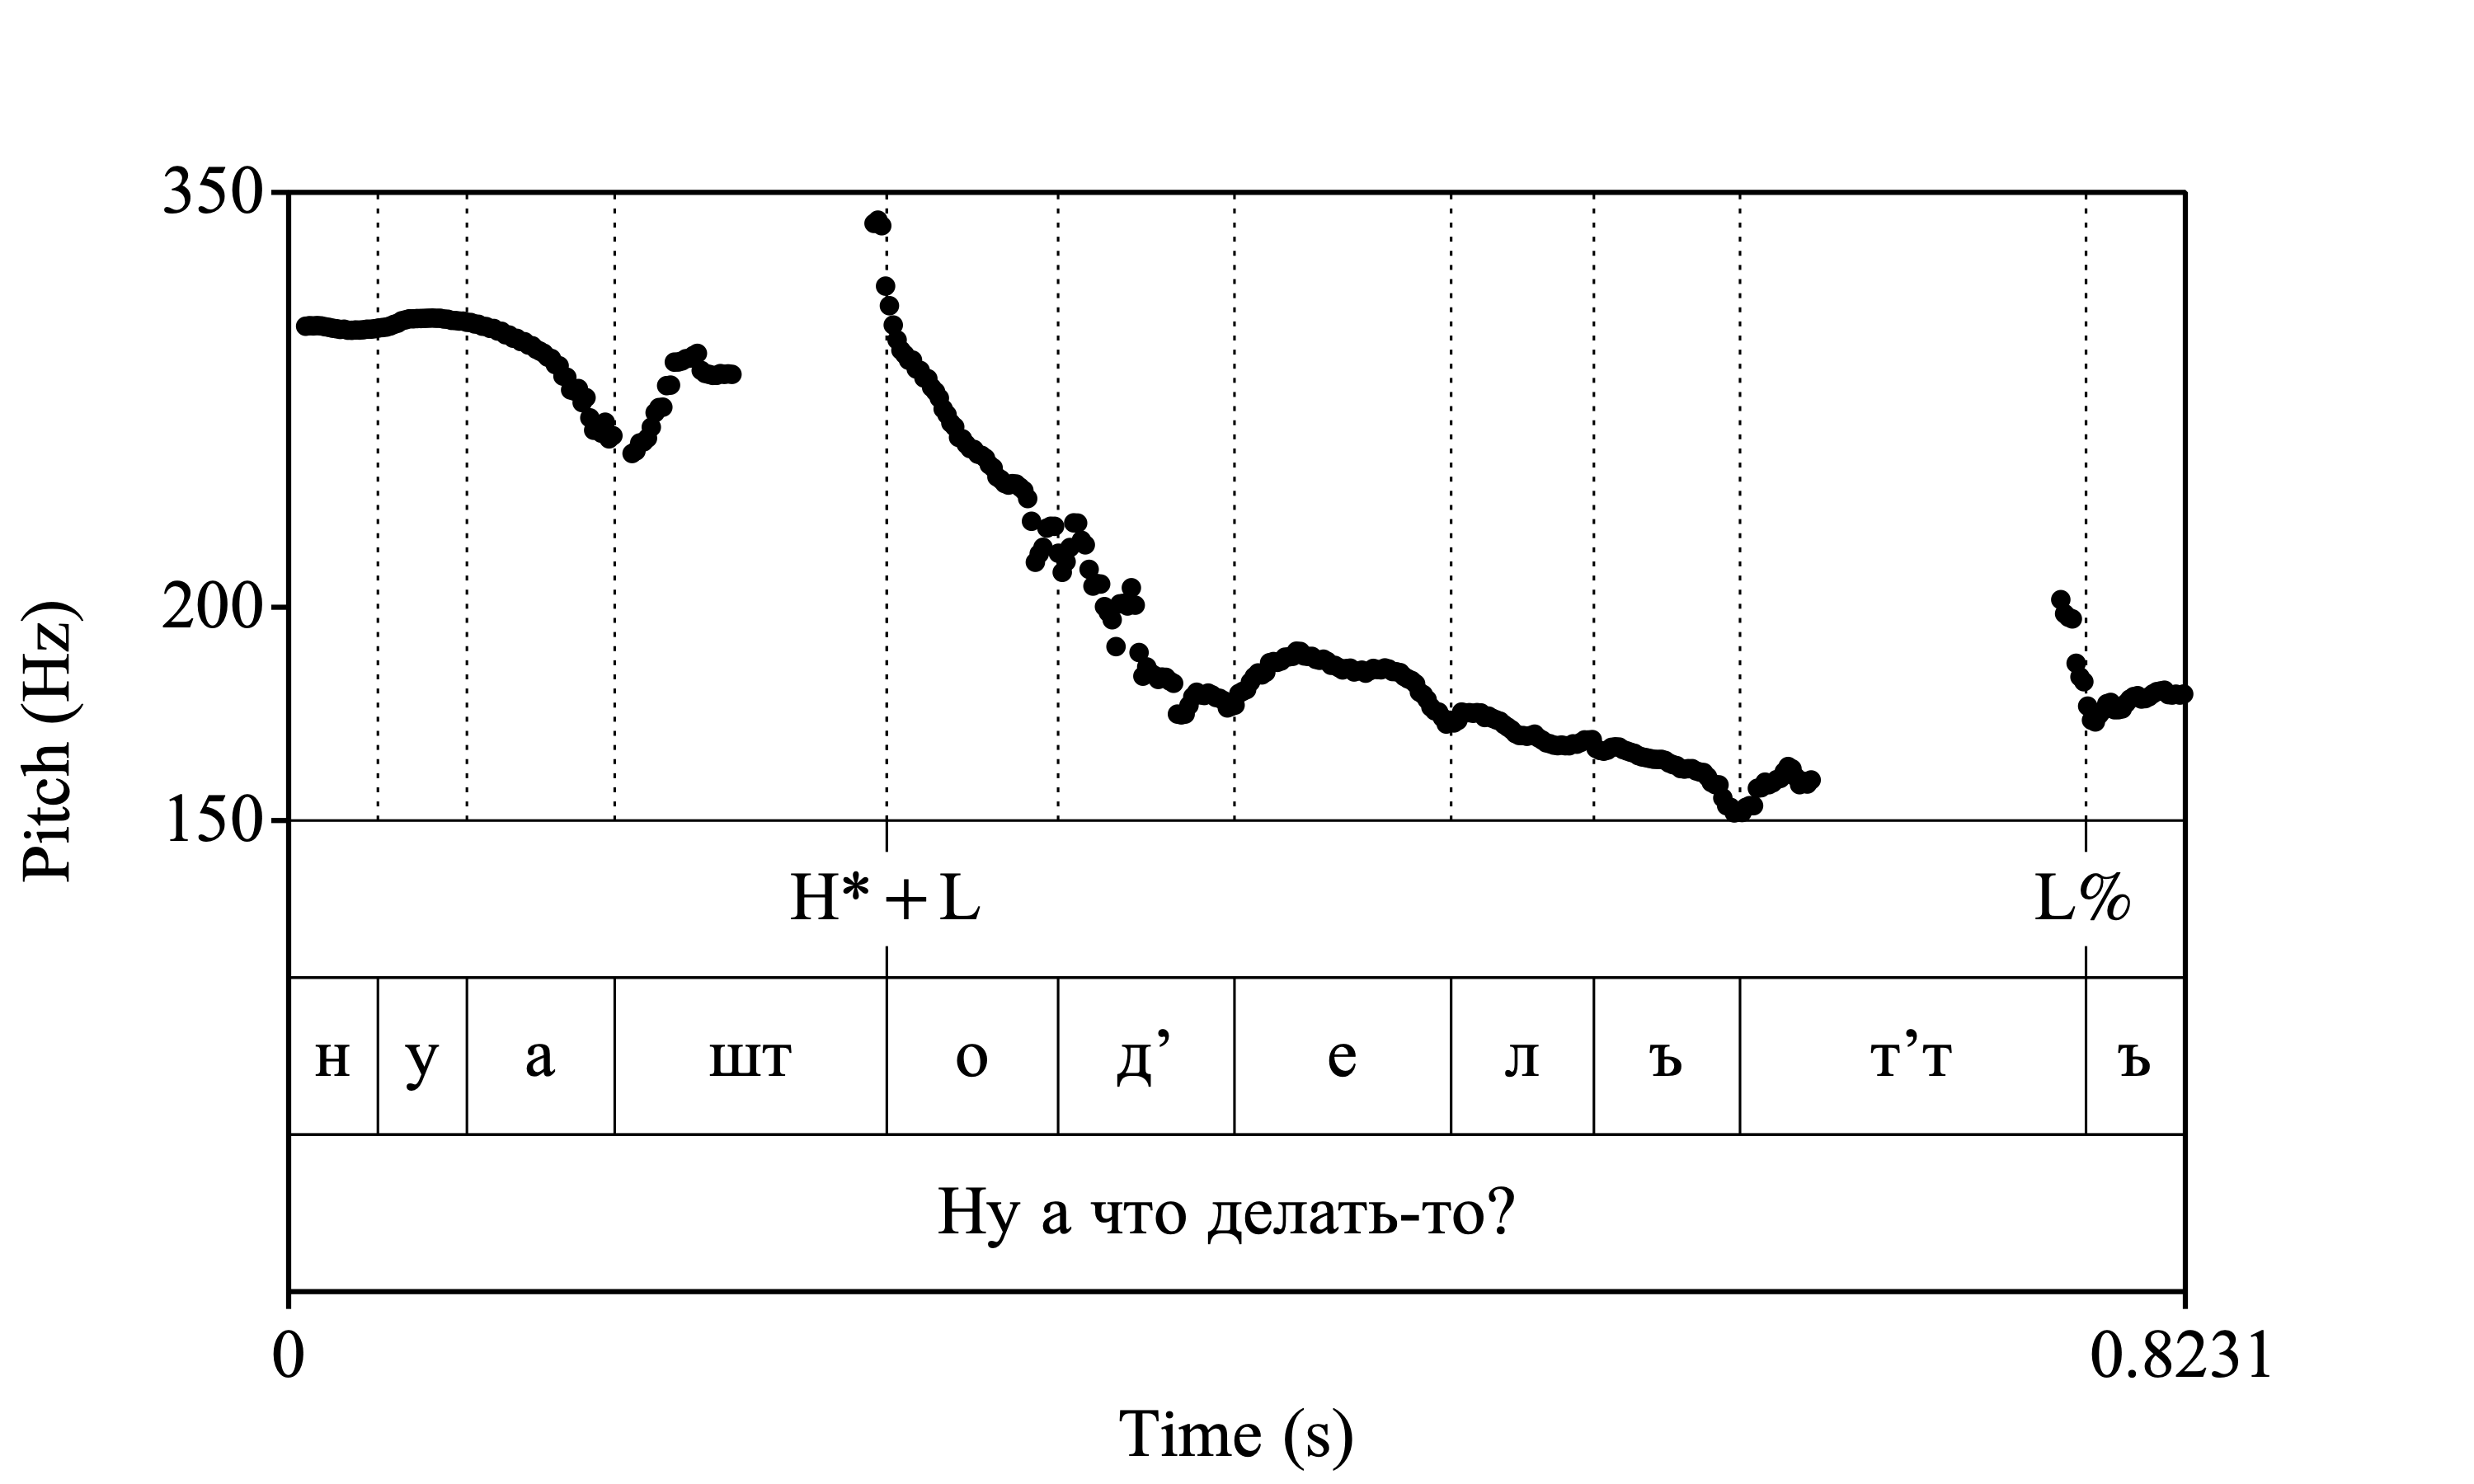 350
200
150
Pitch (Hz)
H* + L L%
н у а шт о д’ е л ъ т’т ъ
Ну а что делать-то?
0 0.8231
Time (s)